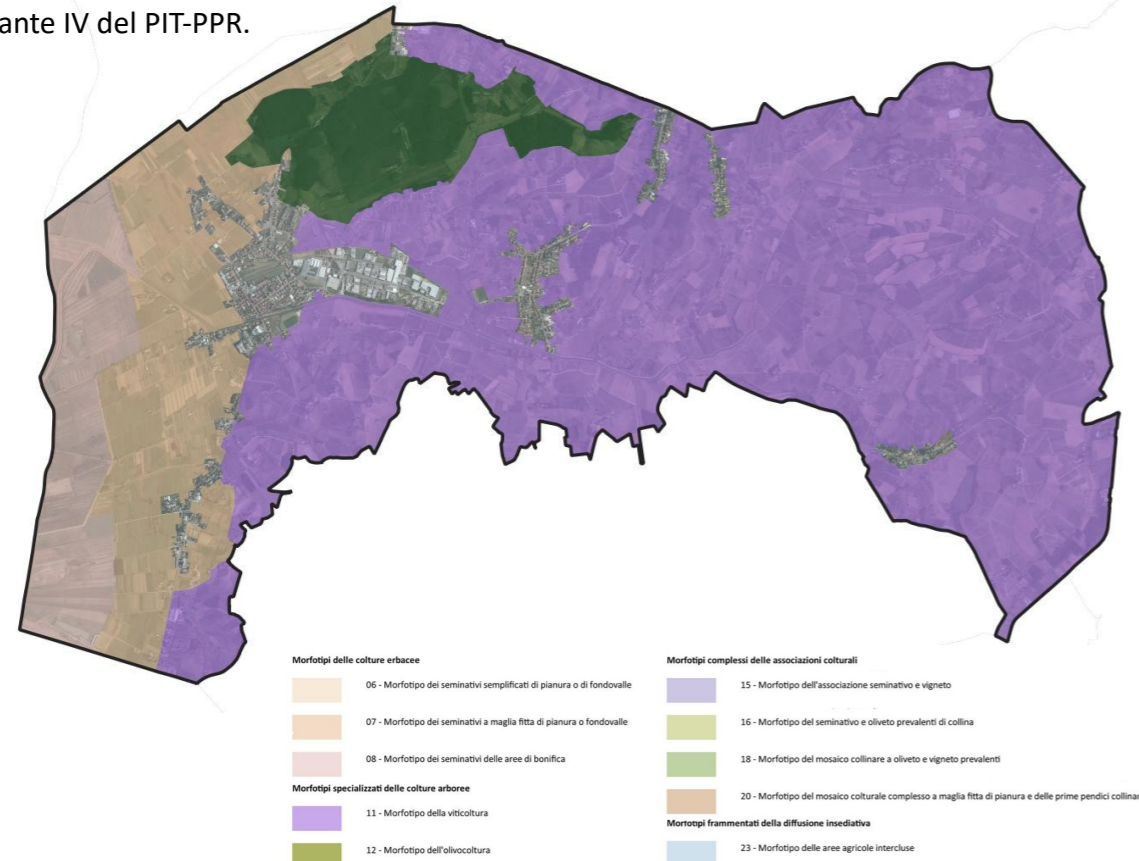 ante IV del PIT-PPR.
Morfotipi delle colture erbacee
06 - Morfotipo dei seminativi semplificati di pianura o di fondovalle
07 - Morfotipo dei seminativi a maglia fitta di pianura o fondovalle
08 - Morfotipo dei seminativi delle aree di bonifica
Morfotipi specializzati delle colture arboree
11 - Morfotipo della viticoltura
12 - Morfotipo dell'olivocoltura
Morfotipi complessi delle associazioni colturali
15 - Morfotipo dell'associazione seminativo e vigneto
16 - Morfotipo del seminativo e oliveto prevalenti di collina
18 - Morfotipo del mosaico collinare a oliveto e vigneto prevalenti
20 - Morfotipo del mosaico colturale complesso a maglia fitta di pianura e delle prime pendici collinar
Morfotipi frammentati della diffusione insediativa
23 - Morfotipo delle aree agricole intercluse